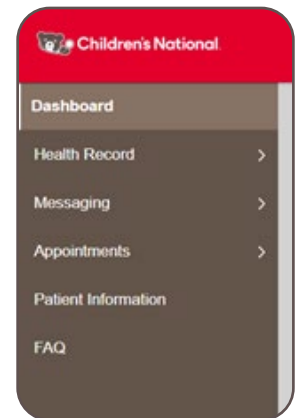 Children's National.
Dashboard
Health Record
Messaging
Appointments
Patient Information
FAQ